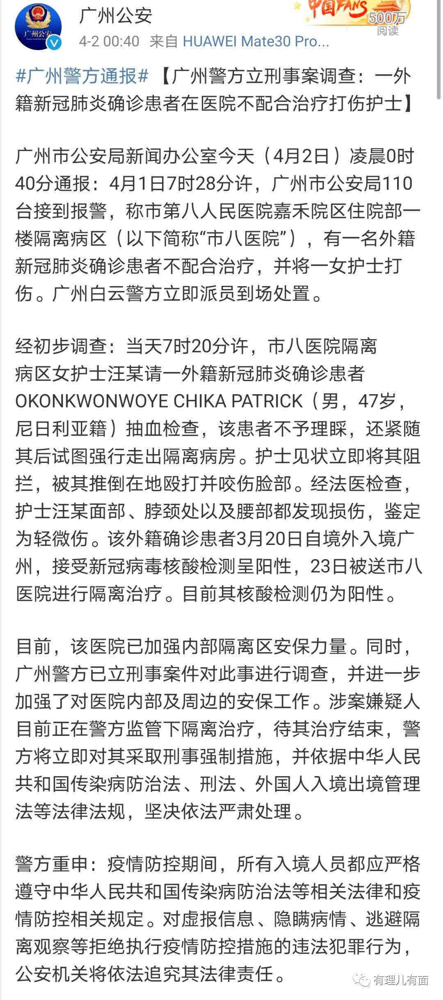 广州公安
中国FANS
500万
阅读
广州公安
4-2 00:40 来自 HUAWEI Mate30 Pro...
#广州警方通报#【广州警方立刑事案调查：一外
籍新冠肺炎确诊患者在医院不配合治疗打伤护士】
广州市公安局新闻办公室今天（4月2日）凌晨0时
40分通报：4月1日7时28分许，广州市公安局110
台接到报警，称市第八人民医院嘉禾院区住院部一
楼隔离病区（以下简称“市八医院”），有一名外籍
新冠肺炎确诊患者不配合治疗，并将一女护士打
伤。广州白云警方立即派员到场处置。
经初步调查：当天7时20分许，市八医院隔离
病区女护士汪某请一外籍新冠肺炎确诊患者
OKONKWONWOYE CHIKA PATRICK（男，47岁，
尼日利亚籍）抽血检查，该患者不予理睬，还紧随
其后试图强行走出隔离病房。护士见状立即将其阻
拦，被其推倒在地殴打并咬伤脸部。经法医检查，
护士汪某面部、脖颈处以及腰部都发现损伤，鉴定
为轻微伤。该外籍确诊患者3月20日自境外入境广
州，接受新冠病毒核酸检测呈阳性，23日被送市八
医院进行隔离治疗。目前其核酸检测仍为阳性。
目前，该医院已加强内部隔离区安保力量。同时，
广州警方已立刑事案件对此事进行调查，并进一步
加强了对医院内部及周边的安保工作。涉案嫌疑人
目前正在警方监管下隔离治疗，待其治疗结束，警
方将立即对其采取刑事强制措施，并依据中华人民
共和国传染病防治法、刑法、外国人入境出境管理
法等法律法规，坚决依法严肃处理。
警方重申：疫情防控期间，所有入境人员都应严格
遵守中华人民共和国传染病防治法等相关法律和疫
情防控相关规定。对虚报信息、隐瞒病情、逃避隔
离观察等拒绝执行疫情防控措施的违法犯罪行为，
公安机关将依法追究其法律责任。
有理儿有面